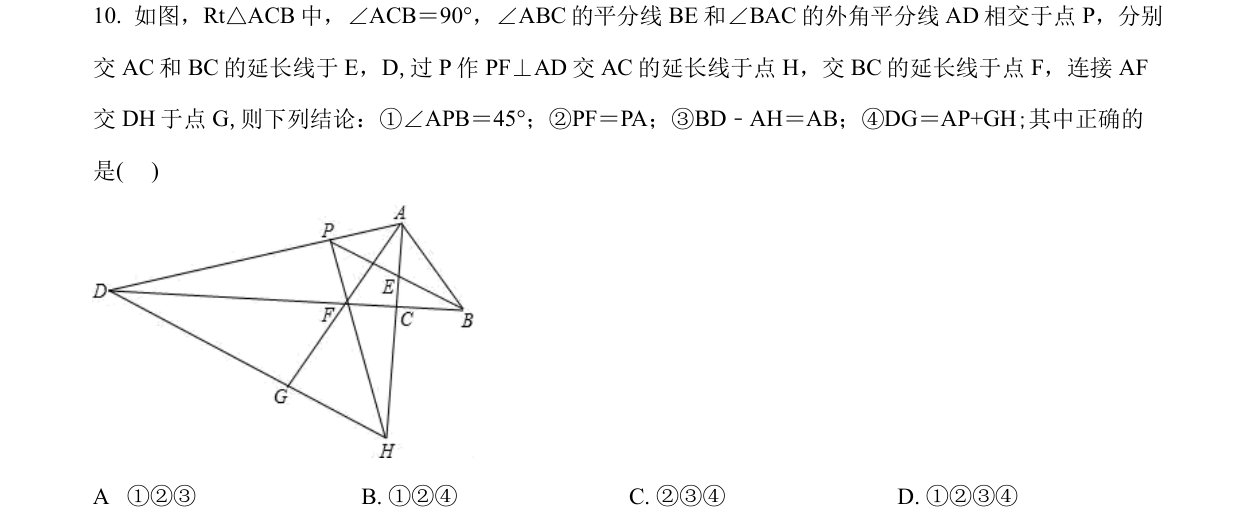 10. 如图，Rt△ACB 中，∠ACB＝90°，∠ABC 的平分线 BE 和∠BAC 的外角平分线 AD 相交于点 P，分别
交 AC 和 BC 的延长线于 E，D,过 P 作 PF⊥AD 交 AC 的延长线于点 H，交 BC 的延长线于点 F，连接 AF
交 DH 于点 G,则下列结论：①∠APB＝45°；②PF＝PA；③BD﹣AH＝AB；④DG＝AP+GH;其中正确的
是(    )
A
P
E
D
F
C
B
G
H
A ①②③ B. ①②④ C. ②③④ D. ①②③④